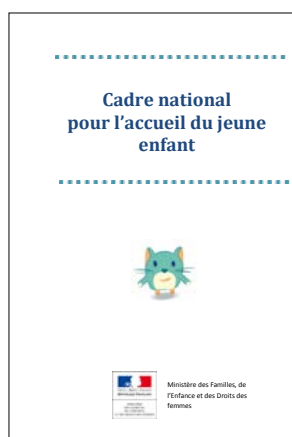 Cadre national
pour l’accueil du jeune
enfant
Ministère des Familles, de
l’Enfance et des Droits des
femmes